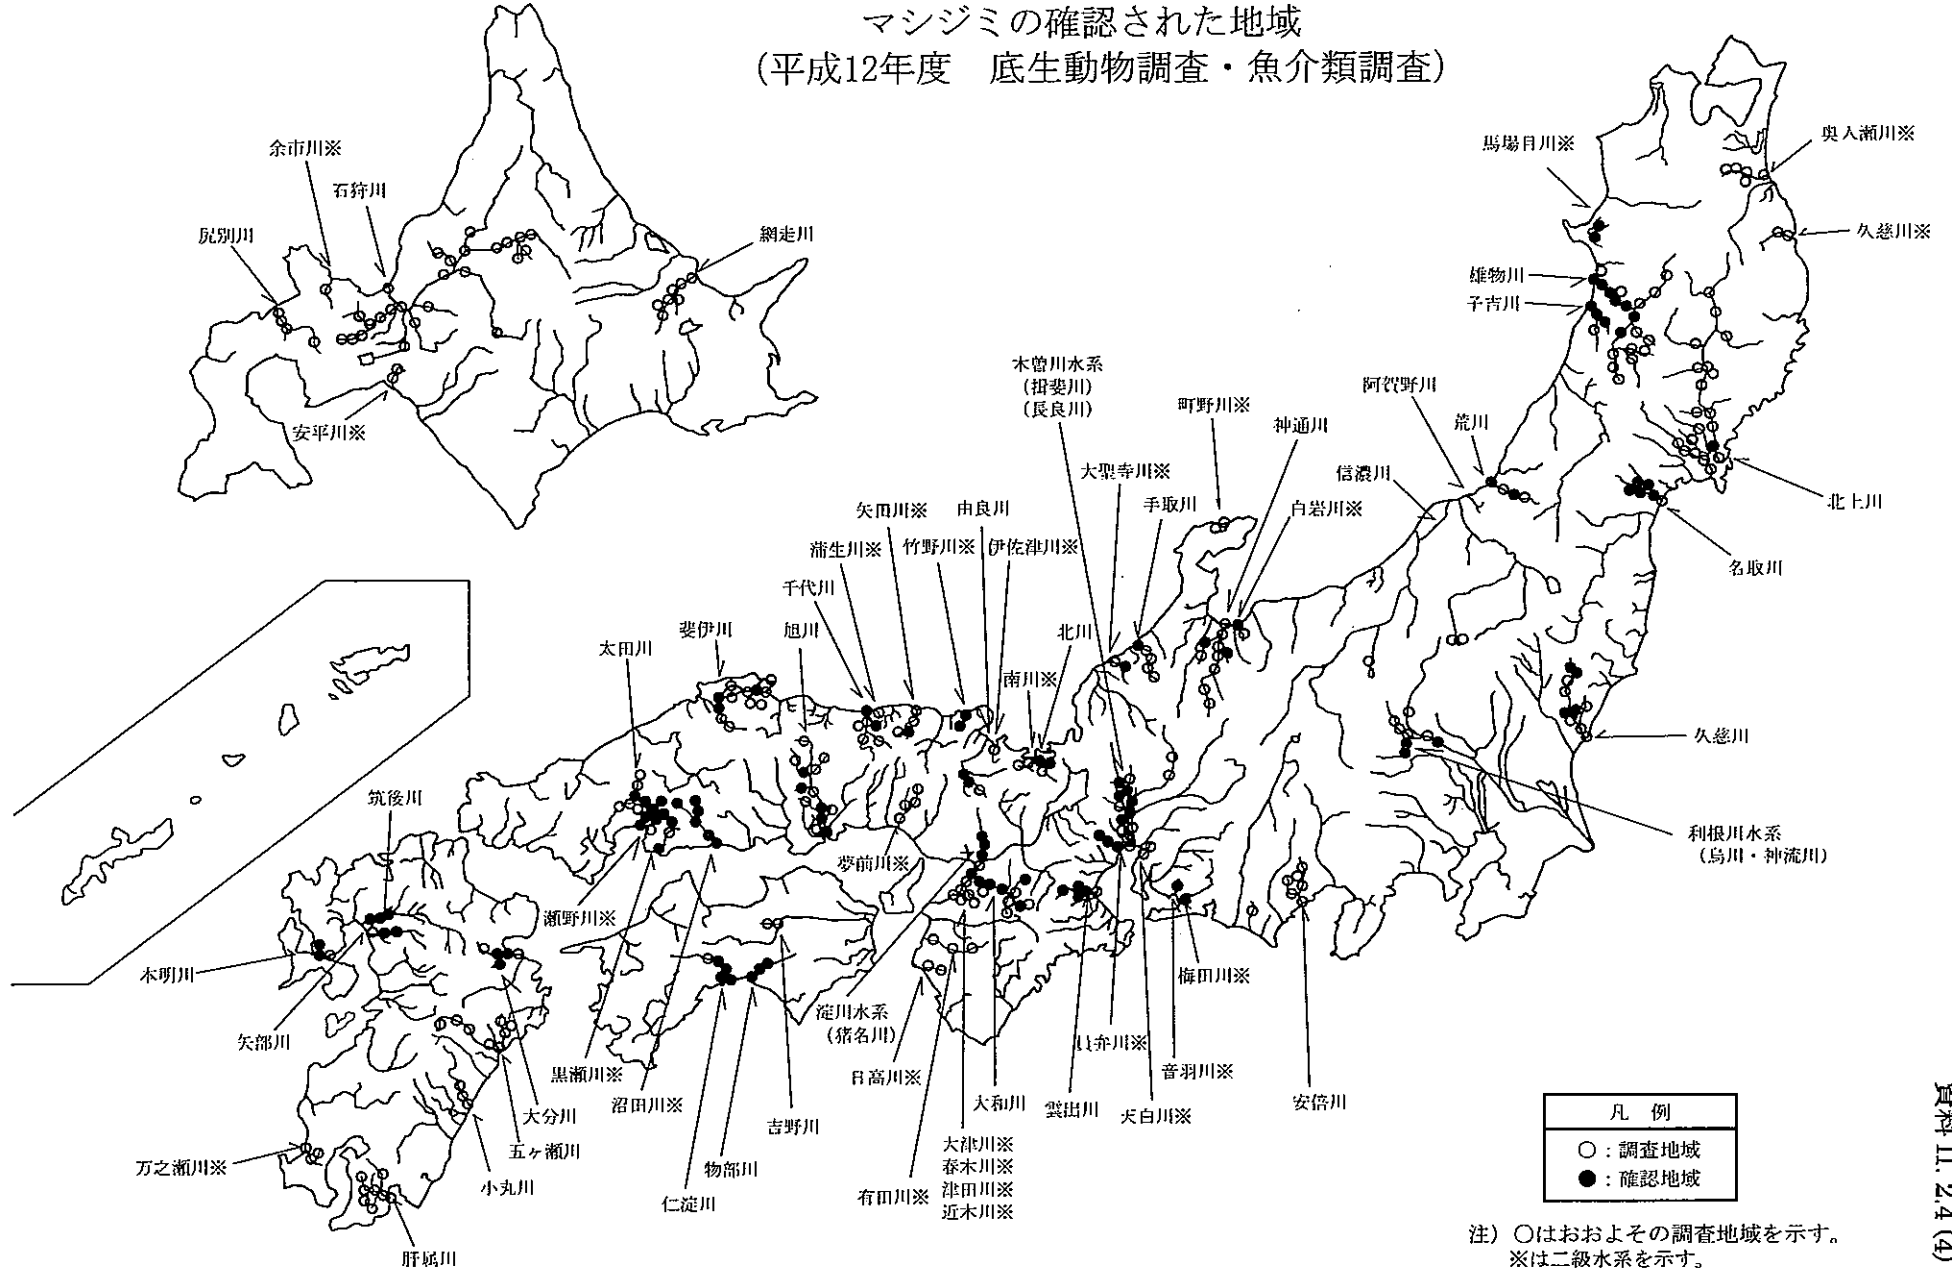 マシジミの確認された地域
(平成12年度　底生動物調査・魚介類調査)
余市川※
石狩川
尻別川
網走川
安平川※
馬場目川※
奥入瀬川※
久慈川※
雄物川
子吉川
木曽川水系
(揖斐川)
(長良川)
町野川※
神通川
阿賀野川
荒川
信濃川
大聖寺川※
手取川
白岩川※
北上川
名取川
矢田川※
由良川
蒲生川※
竹野川※
伊佐津川※
千代川
斐伊川
旭川
北川
太田川
南川※
久慈川
筑後川
利根川水系
(烏川・神流川)
夢前川※
瀬野川※
本明川
梅田川※
淀川水系
(猪名川)
矢部川
員弁川※
黒瀬川※
日高川※
音羽川※
沼田川※
大分川
吉野川
大和川
雲出川
天白川※
安倍川
五ヶ瀬川
大津川※
春木川※
津田川※
近木川※
万之瀬川※
小丸川
物部川
仁淀川
有田川※
肝属川
凡　例
○：調査地域
●：確認地域
注）○はおおよその調査地域を示す。
※は二級水系を示す。
資料 11. 2.4 (4)